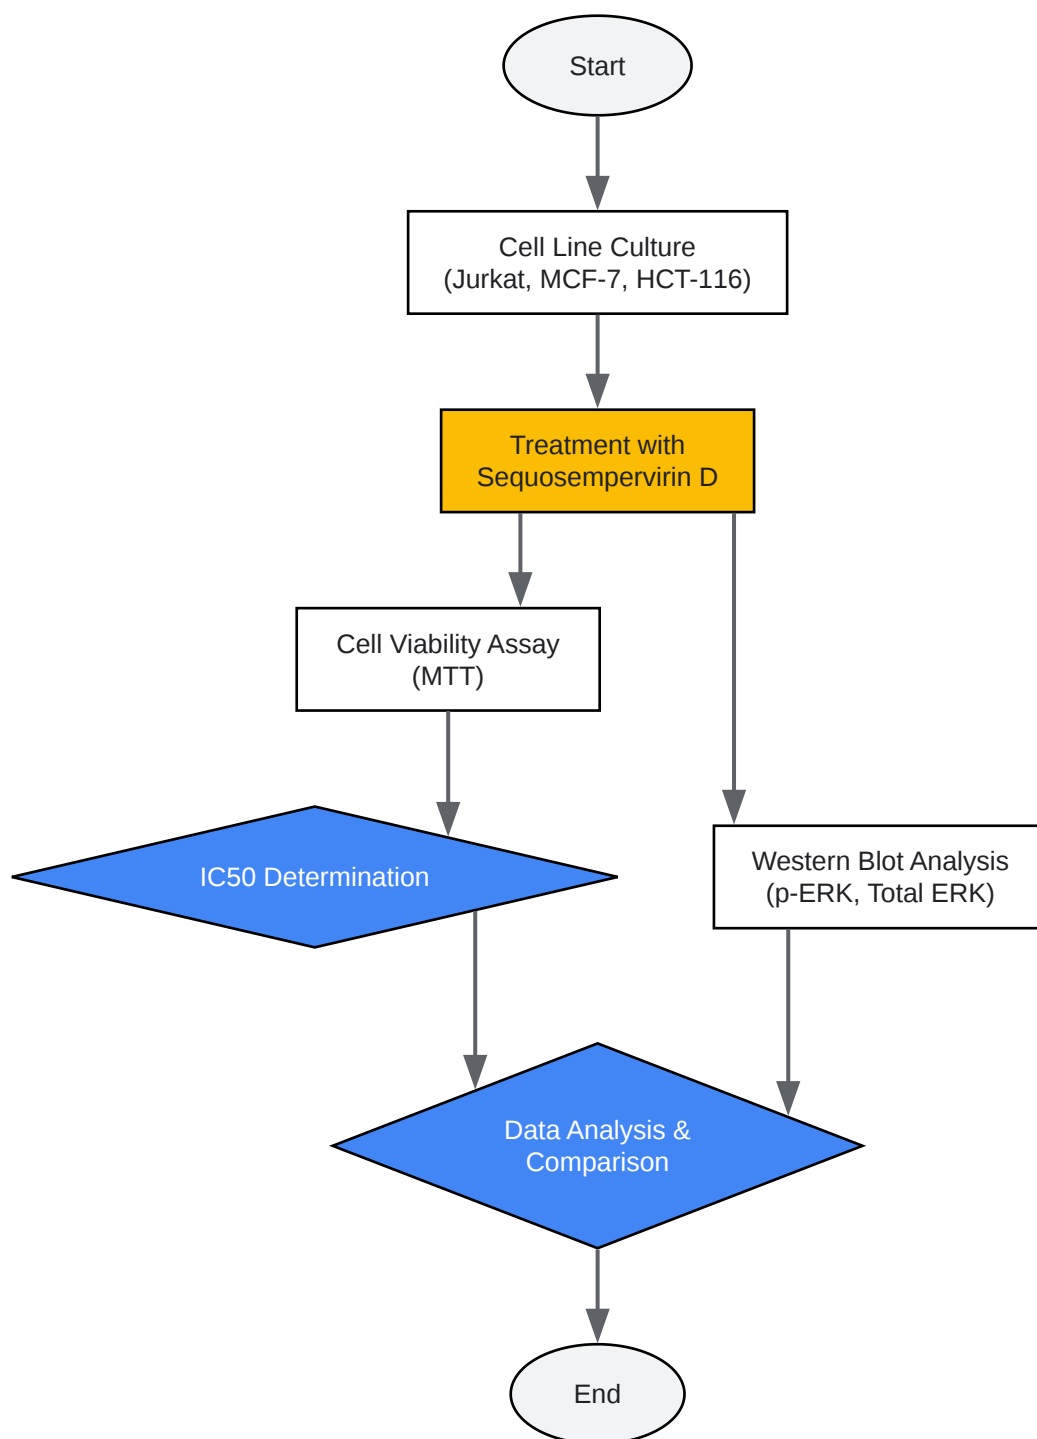 Start
Cell Line Culture
(Jurkat, MCF-7, HCT-116)
Treatment with
Sequosempervirin D
Cell Viability Assay
(MTT)
IC50 Determination
Western Blot Analysis
(p-ERK, Total ERK)
Data Analysis &
Comparison
End